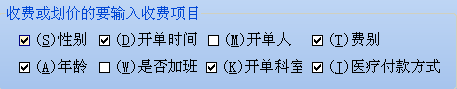 收费或划价的要输入收费项目
(S)性别 (D)开单时间 (M)开单人 (T)费别
(A)年龄 (W)是否加班 (K)开单科室 (I)医疗付款方式